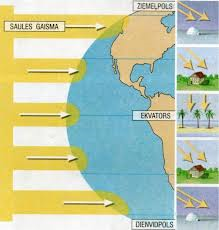 ZIEMEĻPOLS
SAULES GAISMA
EKVATORS
DIENVIDPOLS